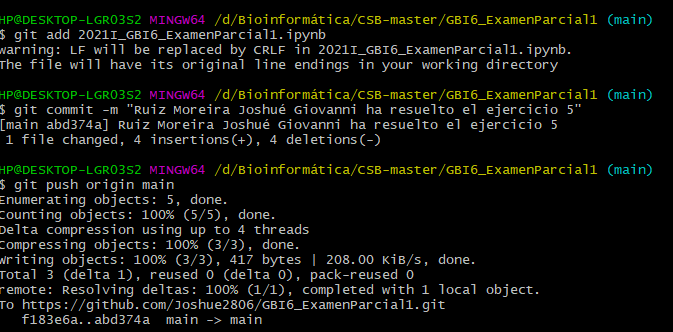 HP@DESKTOP-LGRO3S2 MINGW64 /d/Bioinformática/CSB-master/GBI6_ExamenParcial1 (main)
$ git add 2021I_GBI6_ExamenParcial1.ipynb
warning: LF will be replaced by CRLF in 2021I_GBI6_ExamenParcial1.ipynb.
The file will have its original line endings in your working directory
HP@DESKTOP-LGRO3S2 MINGW64 /d/Bioinformática/CSB-master/GBI6_ExamenParcial1 (main)
$ git commit -m "Ruiz Moreira Joshué Giovanni ha resuelto el ejercicio 5"
[main abd374a] Ruiz Moreira Joshué Giovanni ha resuelto el ejercicio 5
1 file changed, 4 insertions(+), 4 deletions(-)
HP@DESKTOP-LGRO3S2 MINGW64 /d/Bioinformática/CSB-master/GBI6_ExamenParcial1 (main)
$ git push origin main
Enumerating objects: 5, done.
Counting objects: 100% (5/5), done.
Delta compression using up to 4 threads
Compressing objects: 100% (3/3), done.
Writing objects: 100% (3/3), 417 bytes | 208.00 KiB/s, done.
Total 3 (delta 1), reused 0 (delta 0), pack-reused 0
remote: Resolving deltas: 100% (1/1), completed with 1 local object.
To https://github.com/Joshue2806/GBI6_ExamenParcial1.git
f183e6a..abd374a  main -> main